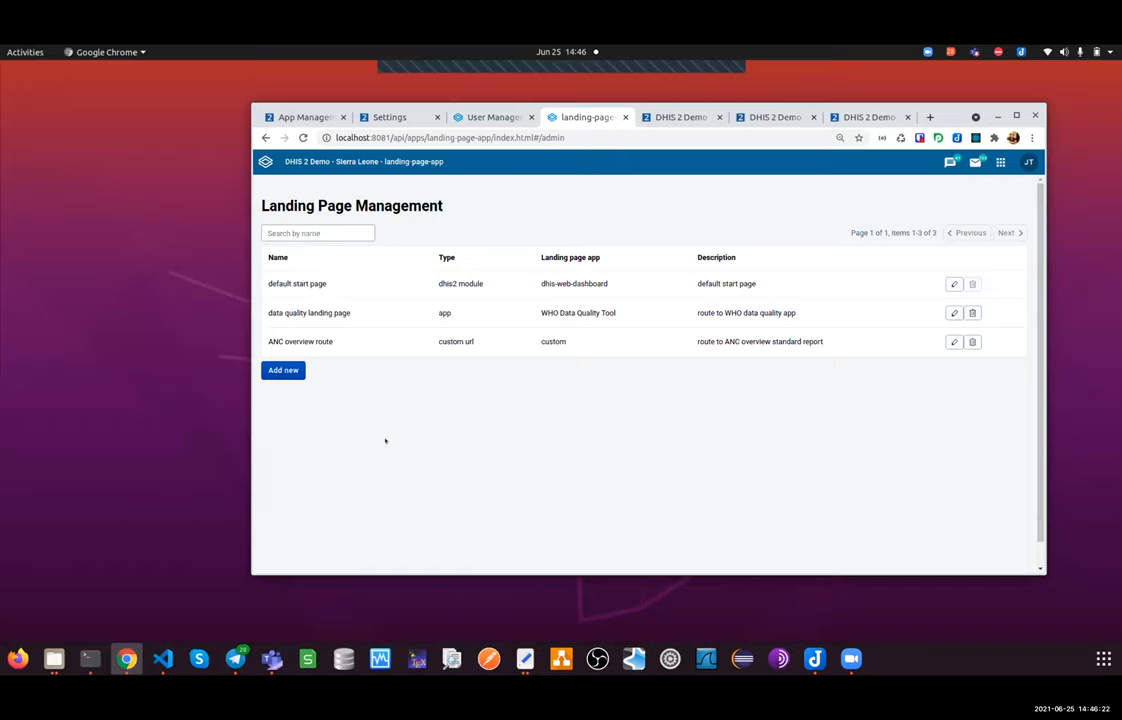 Activities Google Chrome Jun 25 14:46
App Manage Settings User Manage landing-page- DHIS 2 Demo DHIS 2 Demo DHIS 2 Demo
localhost:8081/api/apps/landing-page-app/index.html#/admin
DHIS 2 Demo - Sierra Leone - landing-page-app JT
Landing Page Management
Search by name Page 1 of 1, items 1-3 of 3 Previous Next
Name Type Landing page app Description
default start page dhis2 module dhis-web-dashboard default start page
data quality landing page app WHO Data Quality Tool route to WHO data quality app
ANC overview route custom url custom route to ANC overview standard report
Add new
28
2021-06-25 14:46:22